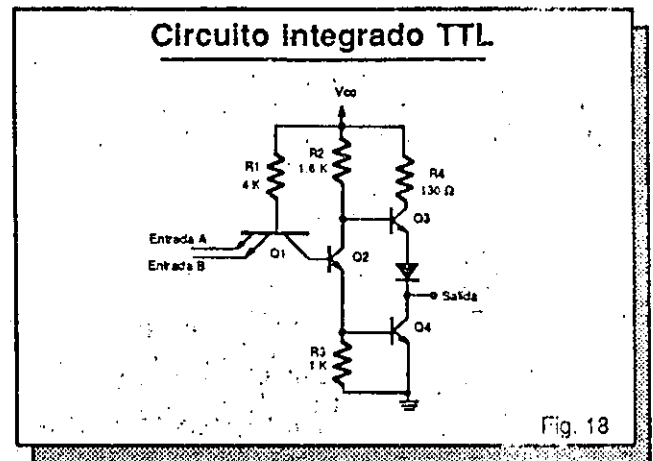 Circuito Integrado TTL
Vcc
R1
4 K
R2
1.6 K
R4
130 Ω
Q3
Entrada A
Entrada B
Q1
Q2
Salida
Q4
R3
1 K
Fig. 18